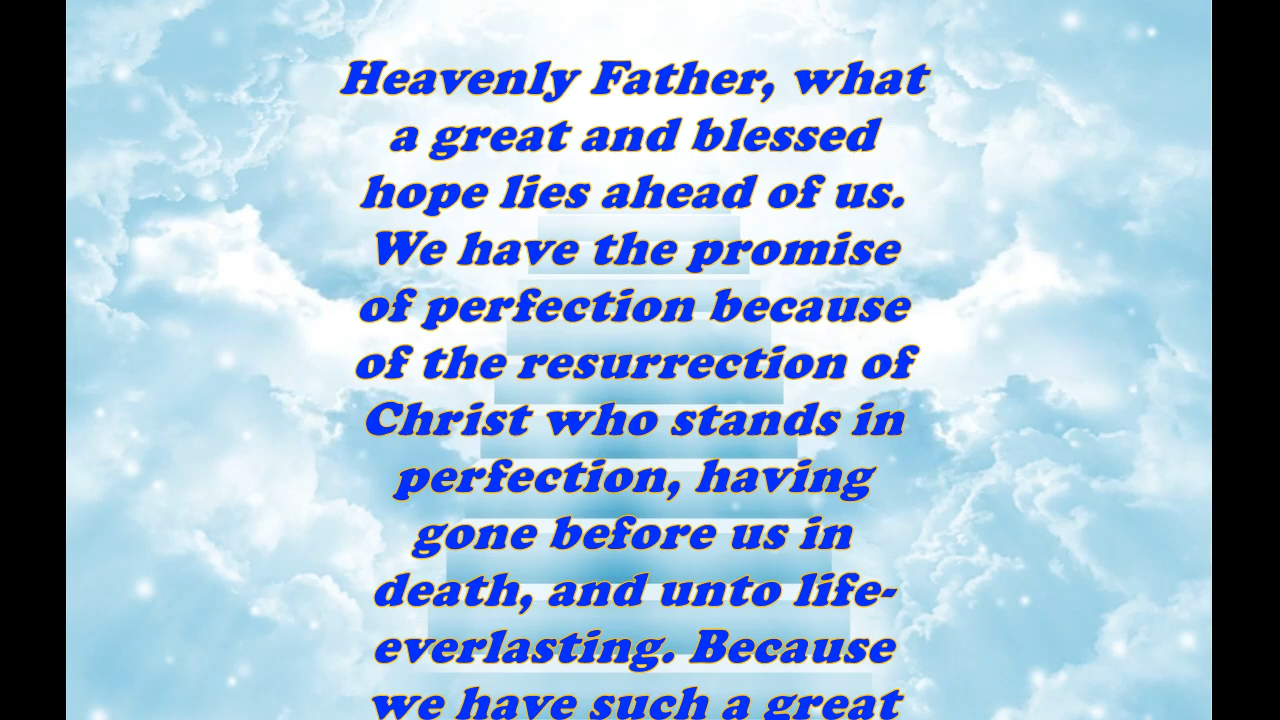 Heavenly Father, what
a great and blessed
hope lies ahead of us.
We have the promise
of perfection because
of the resurrection of
Christ who stands in
perfection, having
gone before us in
death, and unto life-
everlasting. Because
we have such a great